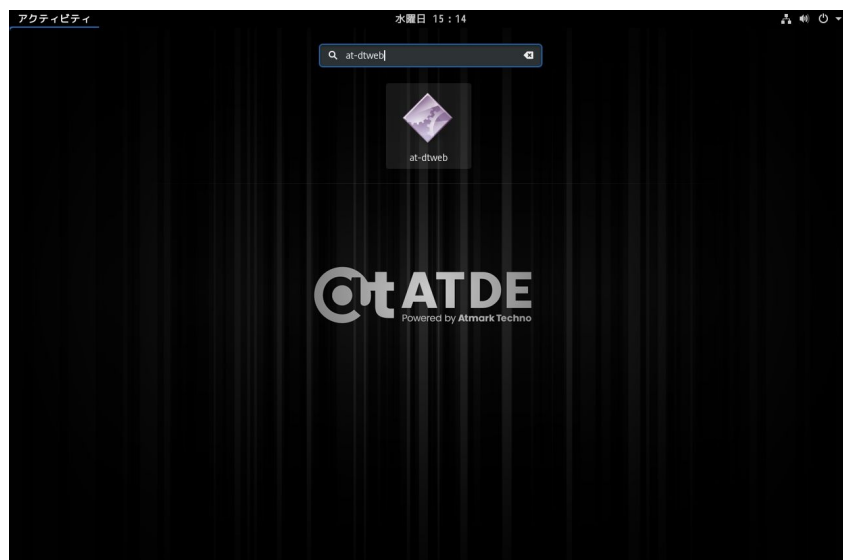 アクティビティ
水曜日 15：14
at-dtweb
at-dtweb
at ATDE
Powered by Atmark Techno